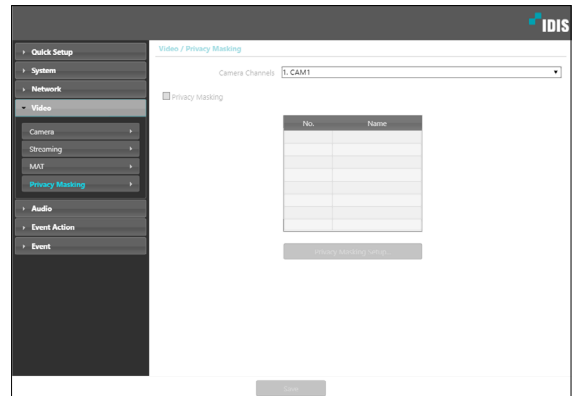 IDIS
Quick Setup
System
Network
Video
Camera
Streaming
MAT
Privacy Masking
Audio
Event Action
Event
Video / Privacy Masking
Camera Channels 1. CAM1
Privacy Masking
No. Name
Privacy Masking Setup...
Save